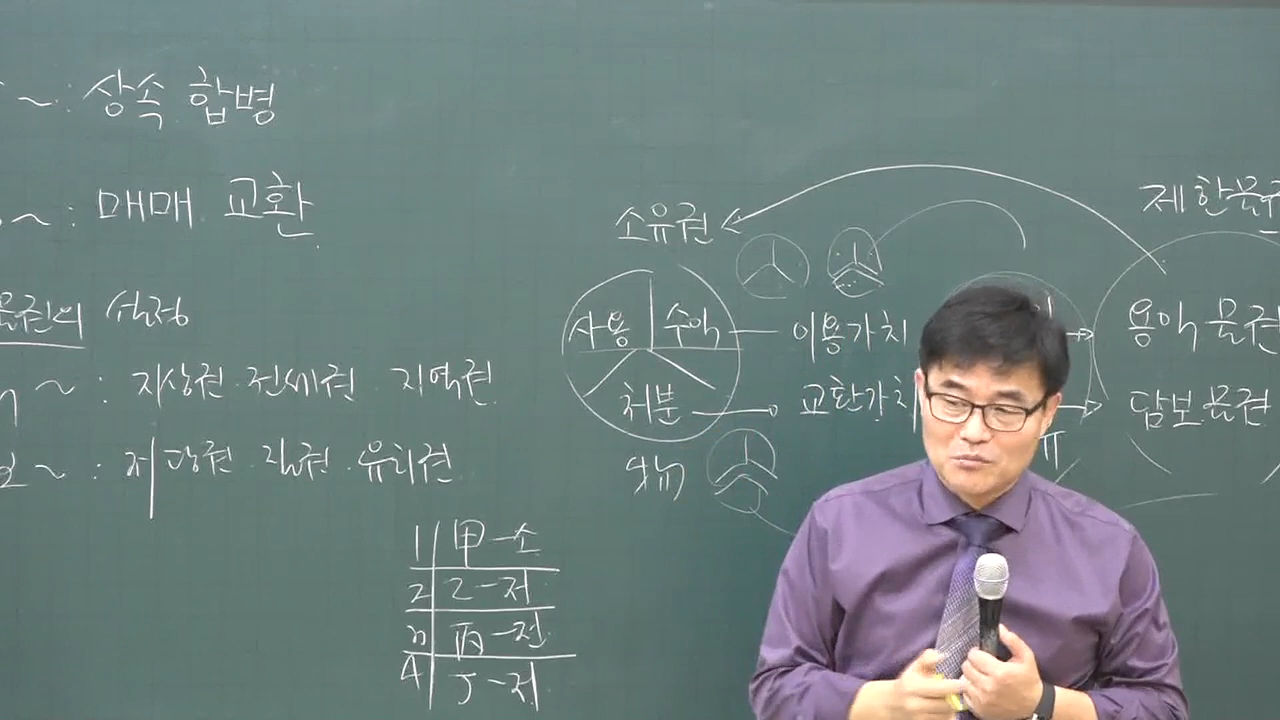 ~: 상속 합병
~: 매매. 교환.
물권의 설정
~: 지상권. 전세권. 지역권.
~: 저당권. 질권. 유치권.
1 甲-소
2 乙-저
3 丙-전
4 丁-저
소유권
사용 수익
처분
이용가치
교환가치
제한물권
용익물권
담보물권